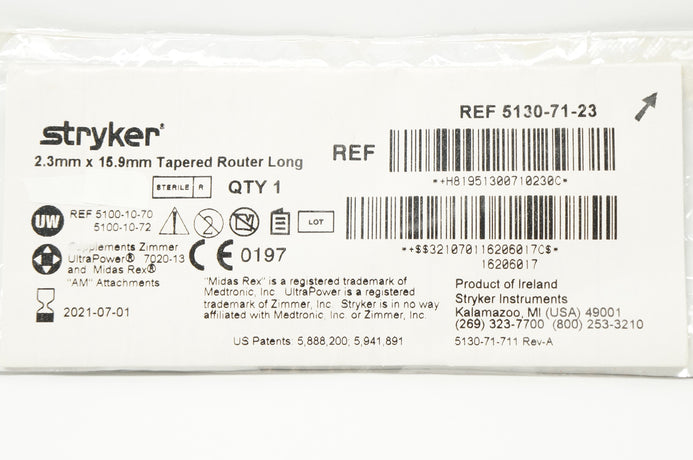 REF 5130-71-23
stryker®
2.3mm x 15.9mm Tapered Router Long
REF
*+H81951300710230C*
STERILE R
QTY 1
UW
REF 5100-10-70
5100-10-72
2
LOT
*+$$321070116206017C$*
16206017
Supplements Zimmer
UltraPower® 7020-13
and Midas Rex®
"AM" Attachments
CE 0197
2021-07-01
"Midas Rex" is a registered trademark of
Medtronic, Inc. UltraPower is a registered
trademark of Zimmer, Inc. Stryker is in no way
affiliated with Medtronic, Inc. or Zimmer, Inc.
Product of Ireland
Stryker Instruments
Kalamazoo, MI (USA) 49001
(269) 323-7700 (800) 253-3210
US Patents: 5,888,200; 5,941,891
5130-71-711 Rev-A